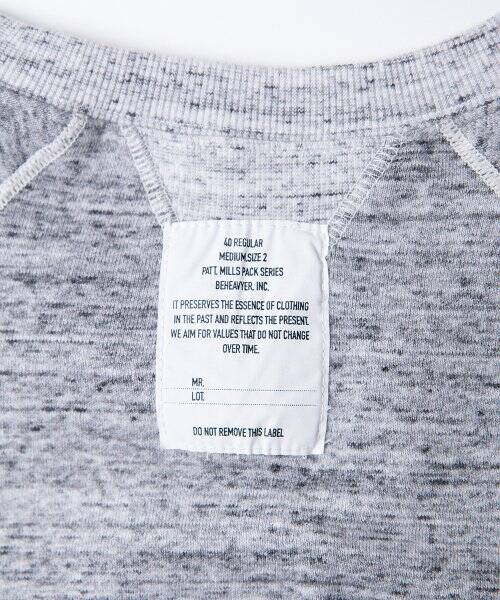 40 REGULAR
MEDIUM,SIZE 2
PATT. MILLS PACK SERIES
BEHEAVYER, INC.
IT PRESERVES THE ESSENCE OF CLOTHING
IN THE PAST AND REFLECTS THE PRESENT.
WE AIM FOR VALUES THAT DO NOT CHANGE
OVER TIME.
MR.
LOT.
DO NOT REMOVE THIS LABEL